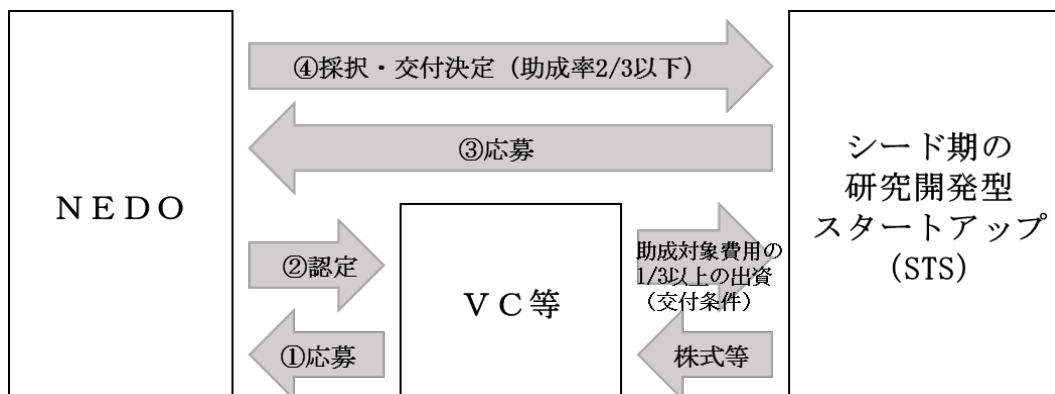 ④採択・交付決定（助成率2/3以下）
③応募
ＮＥＤＯ
シード期の
研究開発型
スタートアップ
（STS）
②認定
ＶＣ等
助成対象費用の
1/3以上の出資
（交付条件）
①応募
株式等